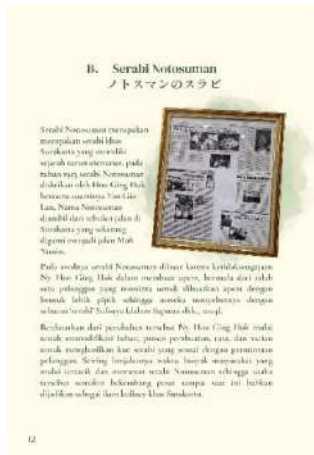 B. Serabi Notosuman
ノトスマンのスラビ
Serabi Notosuman merupakan
merupakan serabi khas
Surakarta yang memiliki
sejarah turun menurun, pada
tahun serabi Notosuman
didirikan oleh Hoo Ging Hok
bersama suaminya Tan Giok
Lan, Nama Notosuman
diambil dari sebutan jalan di
Surakarta yang sekarang
diganti menjadi jalan Moh
Yamin.
Pada awalnya serabi Notosuman dibuat karena ketidaksengajaan
Ny Hoo Ging Hok dalam membuat apem, bermula dari salah
satu pelanggan yang meminta untuk dibuatkan apem dengan
bentuk lebih pipih sehingga mereka menyebutnya dengan
sebutan 'serabi' (dalam Saputra dkk.,
Berdasarkan dari perubahan tersebut Ny Hoo Ging Hok mulai
untuk memodifikasi bahan, proses pembuatan, rasa, dan varian
untuk menghasilkan kue serabi yang sesuai dengan permintaan
pelanggan. Seiring berjalannya waktu banyak masyarakat yang
mulai tertarik dan serabi Notosuman sehingga usaha
tersebut semakin berkembang pesat sampai saat ini bahkan
dijadikan sebagai ikon kuliner khas Surakarta.
12